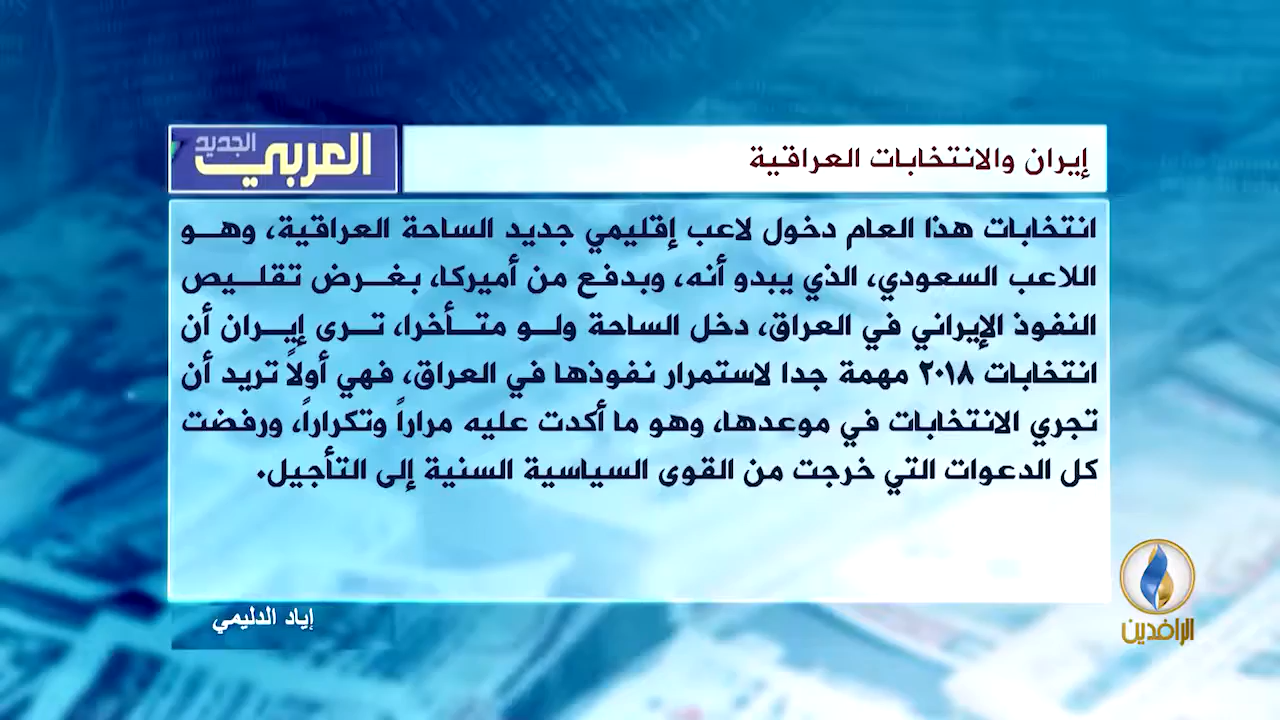 العربي الجديد
إيران والانتخابات العراقية
انتخابات هذا العام دخول لاعب إقليمي جديد الساحة العراقية، وهو
اللاعب السعودي، الذي يبدو أنه، وبدفع من أميركا، بغرض تقليص
النفوذ الإيراني في العراق، دخل الساحة ولو متأخرا، ترى إيران أن
انتخابات ٢٠١٨ مهمة جدا لاستمرار نفوذها في العراق، فهي أولاً تريد أن
تجري الانتخابات في موعدها، وهو ما أكدت عليه مراراً وتكراراً، ورفضت
كل الدعوات التي خرجت من القوى السياسية السنية إلى التأجيل.
إياد الدليمي
الرافدين